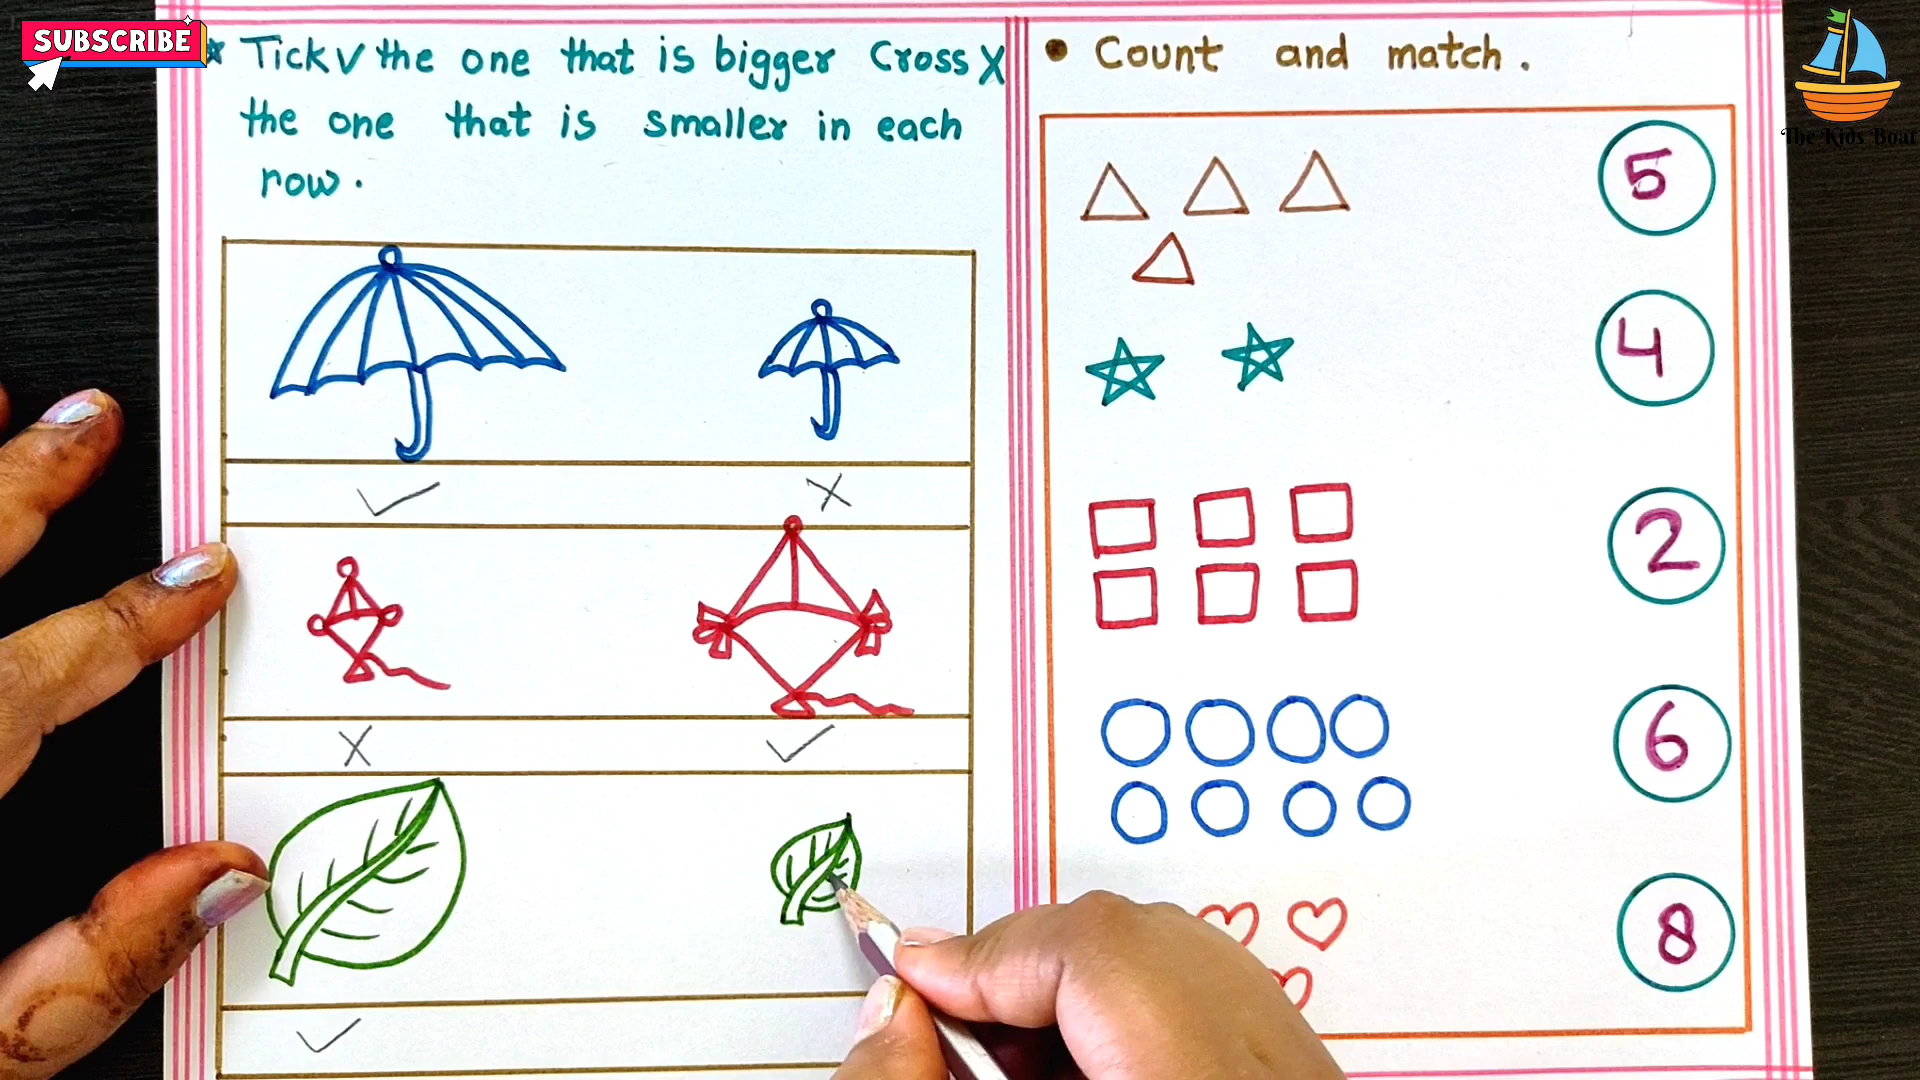 SUBSCRIBE
* Tick✓ the one that is bigger Cross X
the one that is smaller in each
row.
• Count and match.
5
4
2
6
8
The Kids Boat